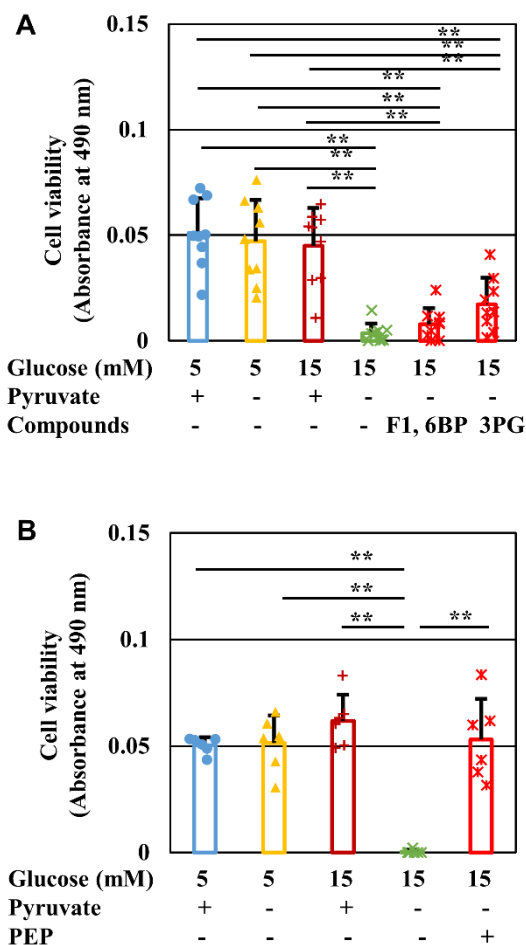 A
0.15
0.1
0.05
0
Cell viability
(Absorbance at 490 nm)
**
**
**
**
**
**
**
**
**
Glucose (mM) 5 5 15 15 15 15
Pyruvate + - + - - -
Compounds - - - - F1, 6BP 3PG
B
0.15
0.1
0.05
0
Cell viability
(Absorbance at 490 nm)
**
**
** **
Glucose (mM) 5 5 15 15 15
Pyruvate + - + - -
PEP - - - - +